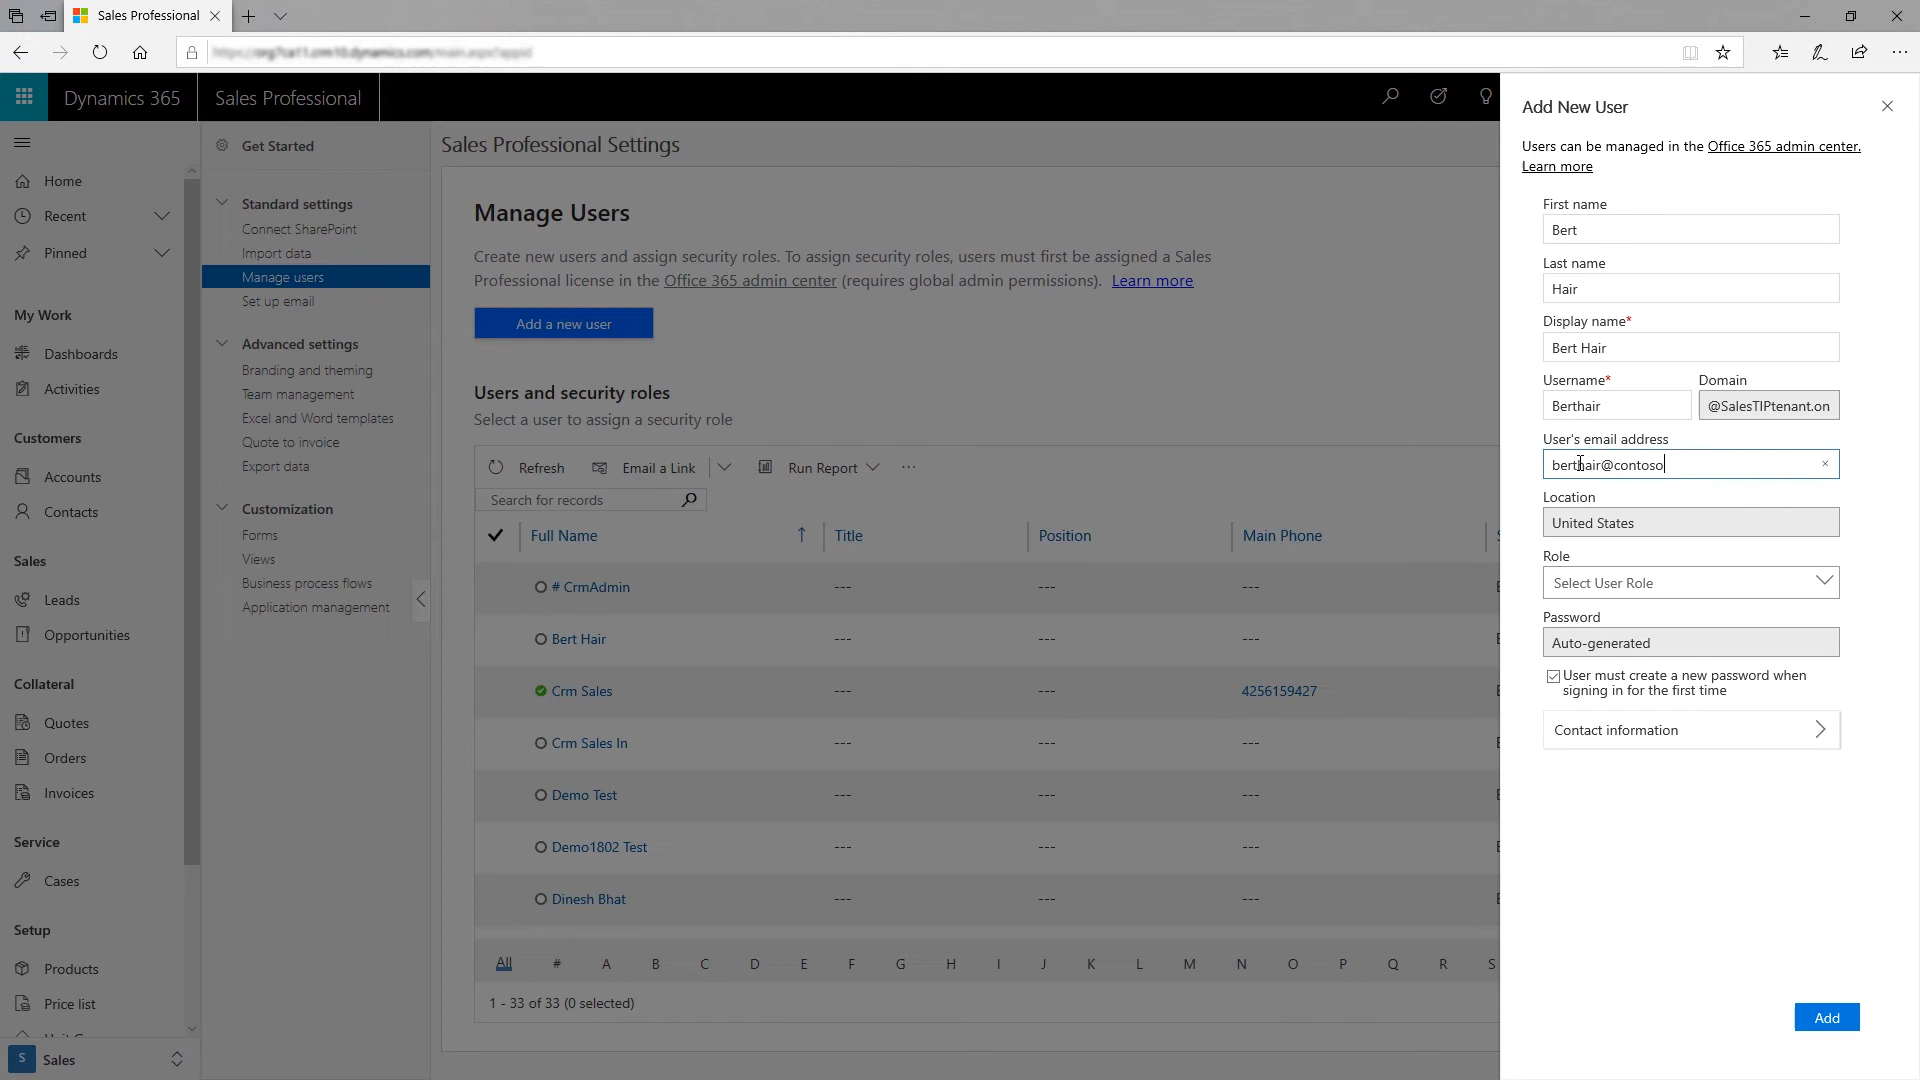 Sales Professional
Dynamics 365
Sales Professional
Home
Recent
Pinned
My Work
Dashboards
Activities
Customers
Accounts
Contacts
Sales
Leads
Opportunities
Collateral
Quotes
Orders
Invoices
Service
Cases
Setup
Products
Price list
S Sales
Get Started
Standard settings
Connect SharePoint
Import data
Manage users
Set up email
Advanced settings
Branding and theming
Team management
Excel and Word templates
Quote to invoice
Export data
Customization
Forms
Views
Business process flows
Application management
Sales Professional Settings
Manage Users
Create new users and assign security roles. To assign security roles, users must first be assigned a Sales
Professional license in the Office 365 admin center (requires global admin permissions). Learn more
Add a new user
Users and security roles
Select a user to assign a security role
Refresh Email a Link Run Report ···
Search for records
Full Name Title Position Main Phone
# CrmAdmin --- --- ---
Bert Hair --- --- ---
Crm Sales --- --- 4256159427
Crm Sales In --- --- ---
Demo Test --- --- ---
Demo1802 Test --- --- ---
Dinesh Bhat --- --- ---
All # A B C D E F G H I J K L M N O P Q R S
1 - 33 of 33 (0 selected)
Add New User
Users can be managed in the Office 365 admin center.
Learn more
First name
Bert
Last name
Hair
Display name*
Bert Hair
Username* Domain
Berthair @SalesTIPtenant.on
User's email address
berthair@contoso
Location
United States
Role
Select User Role
Password
Auto-generated
User must create a new password when
signing in for the first time
Contact information
Add